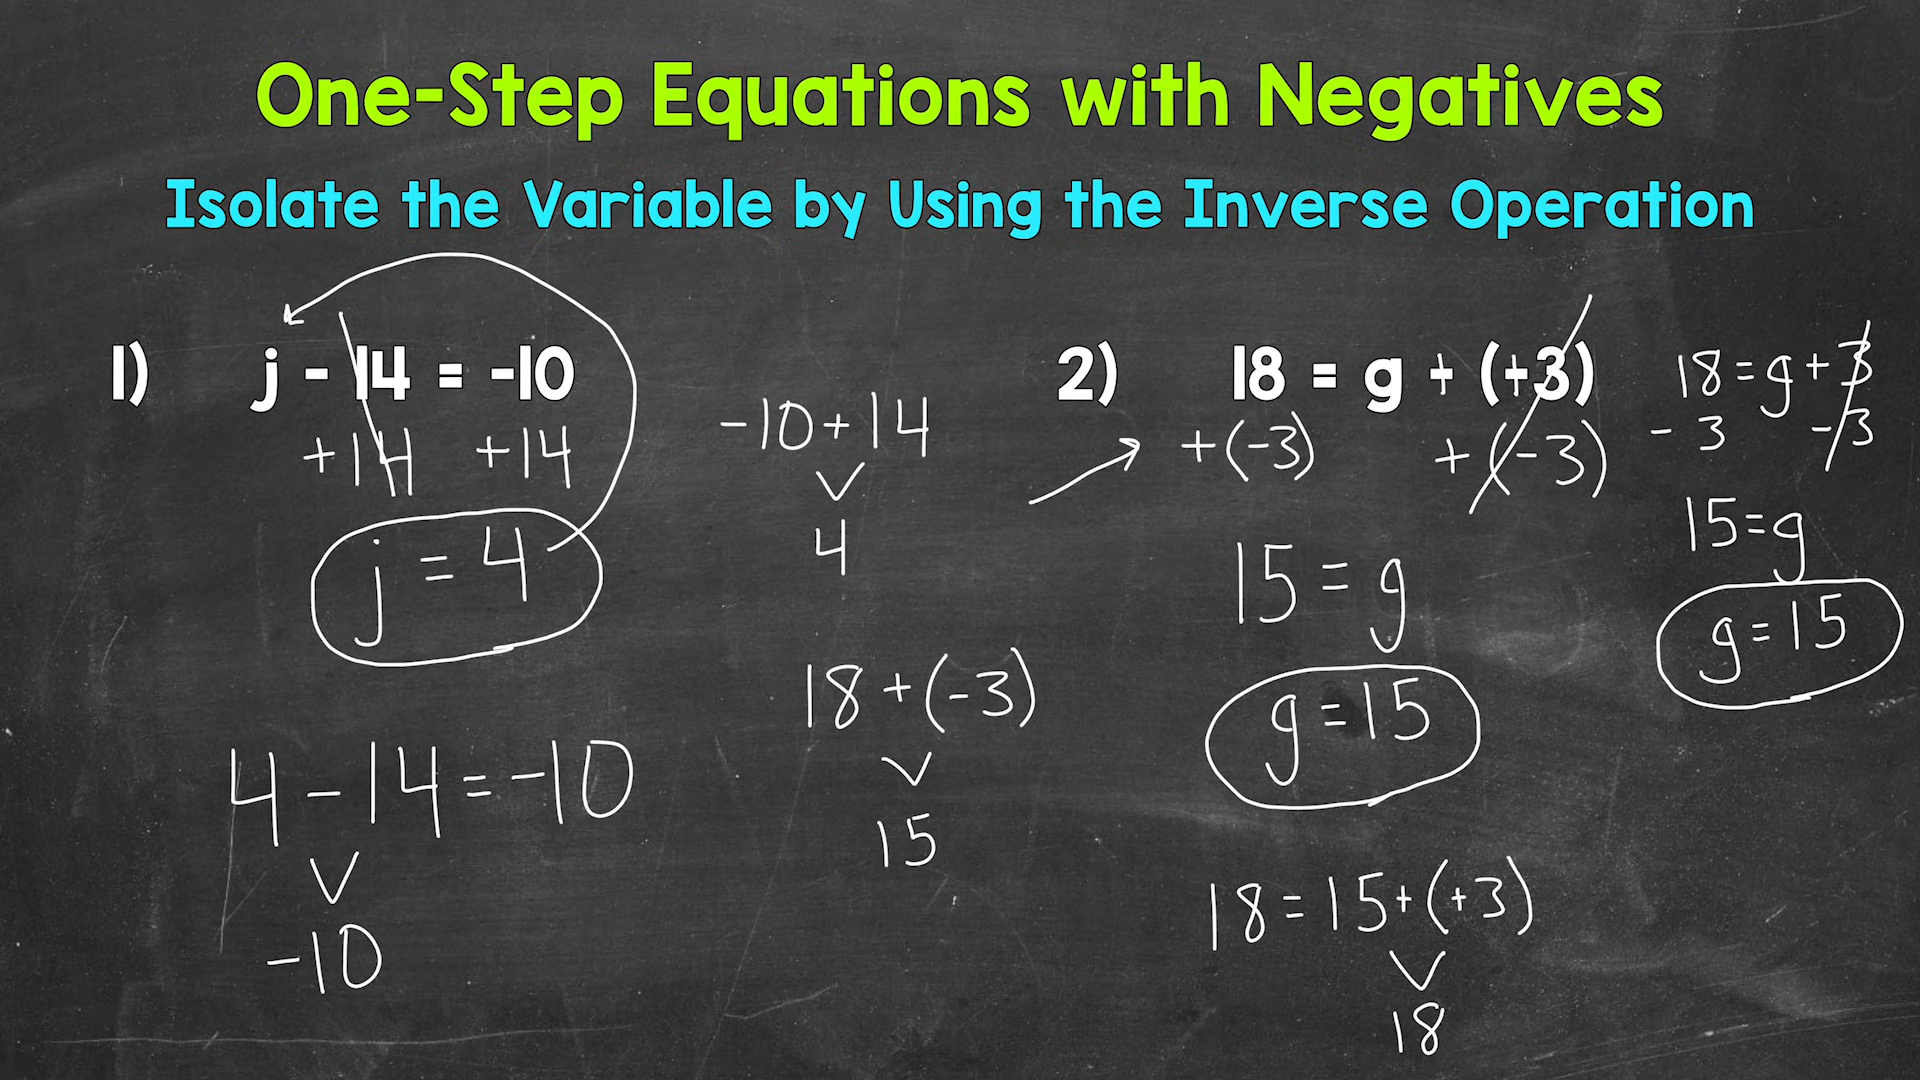 One-Step Equations with Negatives
Isolate the Variable by Using the Inverse Operation
1) j - 14 = -10
+14 +14
j = 4
-10+14
4
4 - 14 = -10
-10
2) 18 = g + (+3)
+(-3) + (-3)
15 = g
g = 15
18 + (-3)
15
18 = 15 + (+3)
18
18 = g + 3
- 3 - 3
15 = g
g = 15